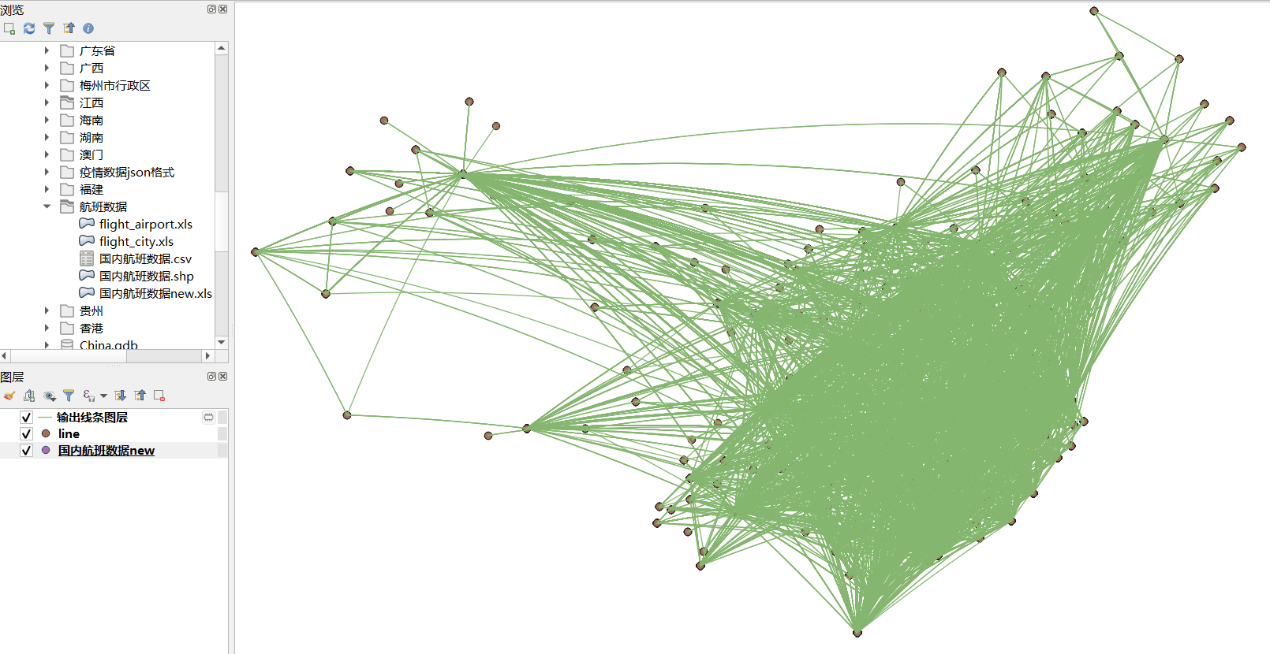 浏览
广东省
广西
梅州市行政区
江西
海南
湖南
澳门
疫情数据json格式
福建
航班数据
flight_airport.xls
flight_city.xls
国内航班数据.csv
国内航班数据.shp
国内航班数据new.xls
贵州
香港
China.gdb
图层
输出线条图层
line
国内航班数据new